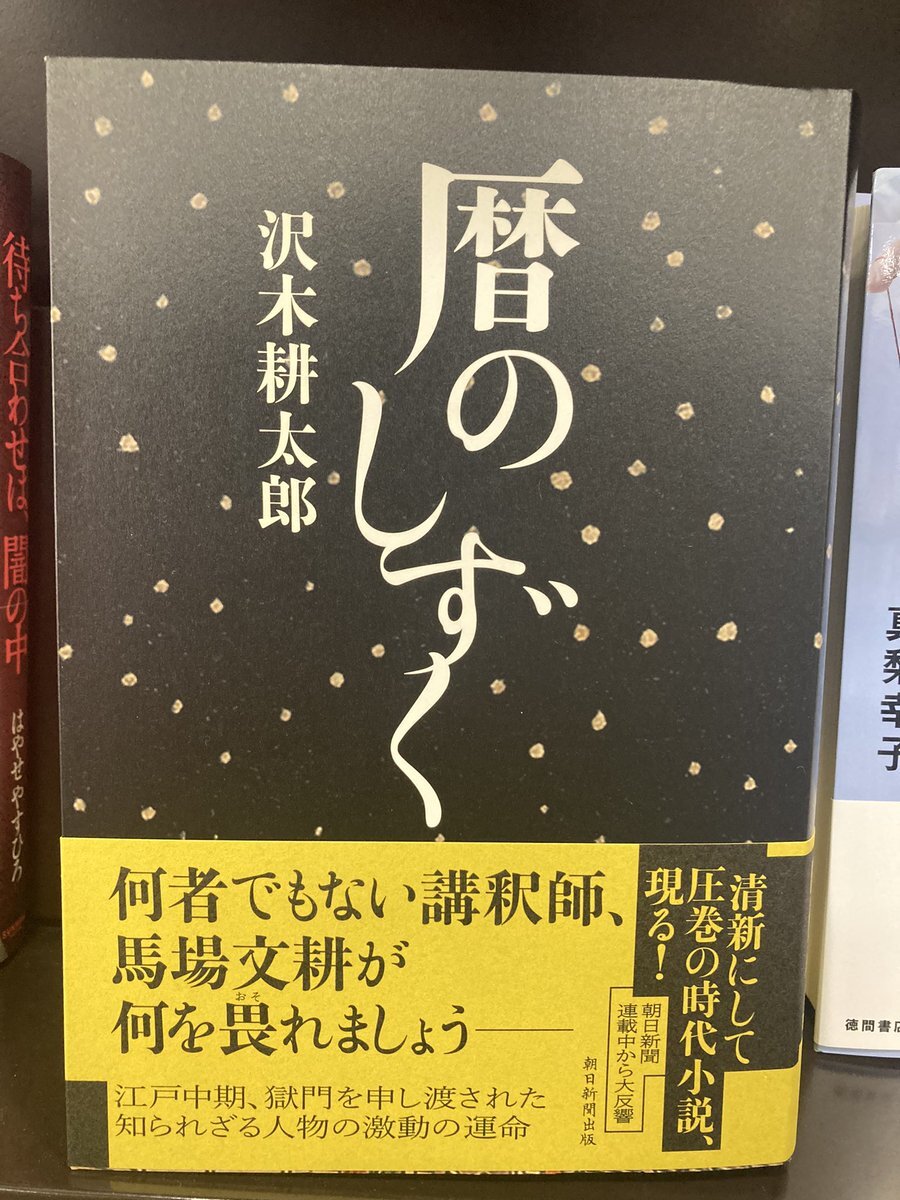 暦のしずく
沢木耕太郎
何者でもない講釈師、
馬場文耕が
何を畏れましょう――
おそ
江戸中期、獄門を申し渡された
知られざる人物の激動の運命
清新にして
圧巻の時代小説、
現る!
朝日新聞
連載中から大反響
朝日新聞出版
待ち合わせは、闇の中
はやせやすひろ
真梨幸子
徳間書店